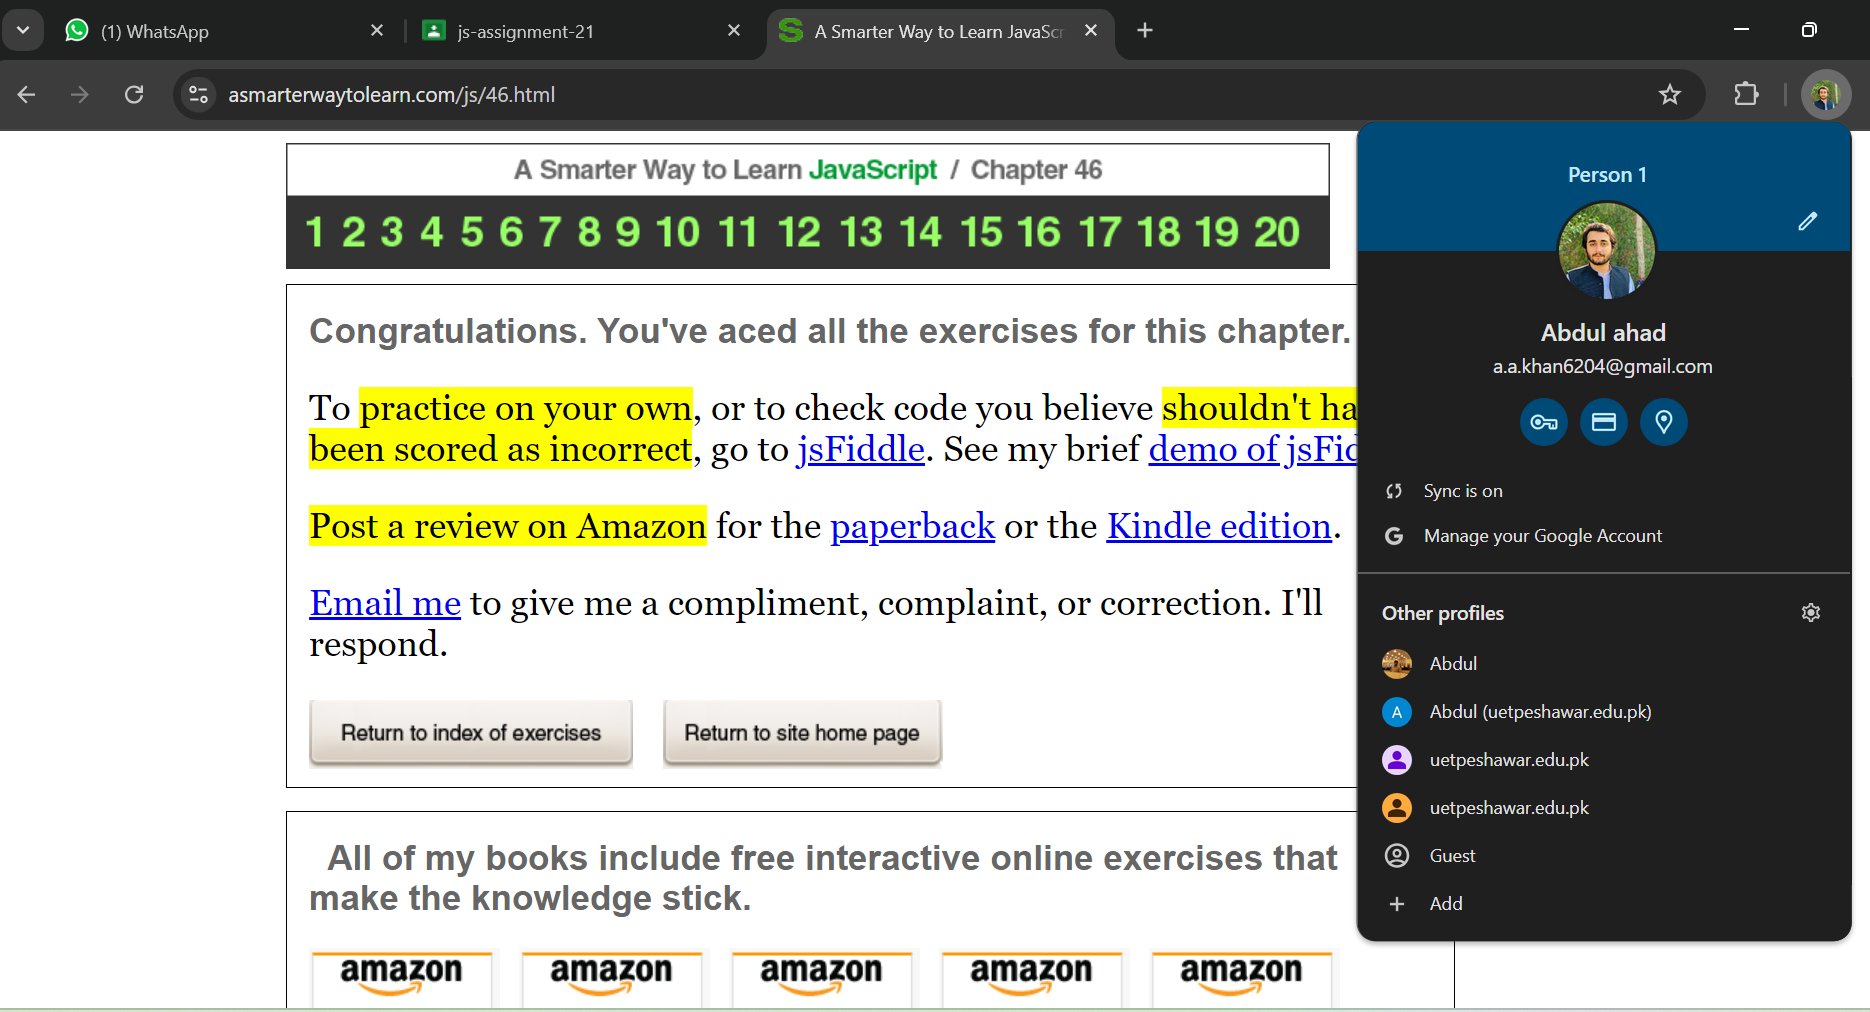 (1) WhatsApp
js-assignment-21
A Smarter Way to Learn JavaScr
asmarterwaytolearn.com/js/46.html
A Smarter Way to Learn JavaScript / Chapter 46
1 2 3 4 5 6 7 8 9 10 11 12 13 14 15 16 17 18 19 20
Congratulations. You've aced all the exercises for this chapter.
To practice on your own, or to check code you believe shouldn't ha
been scored as incorrect, go to jsFiddle. See my brief demo of jsFid
Post a review on Amazon for the paperback or the Kindle edition.
Email me to give me a compliment, complaint, or correction. I'll
respond.
Return to index of exercises
Return to site home page
All of my books include free interactive online exercises that
make the knowledge stick.
amazon amazon amazon amazon amazon
Person 1
Abdul ahad
a.a.khan6204@gmail.com
Sync is on
G Manage your Google Account
Other profiles
Abdul
A Abdul (uetpeshawar.edu.pk)
uetpeshawar.edu.pk
uetpeshawar.edu.pk
Guest
Add